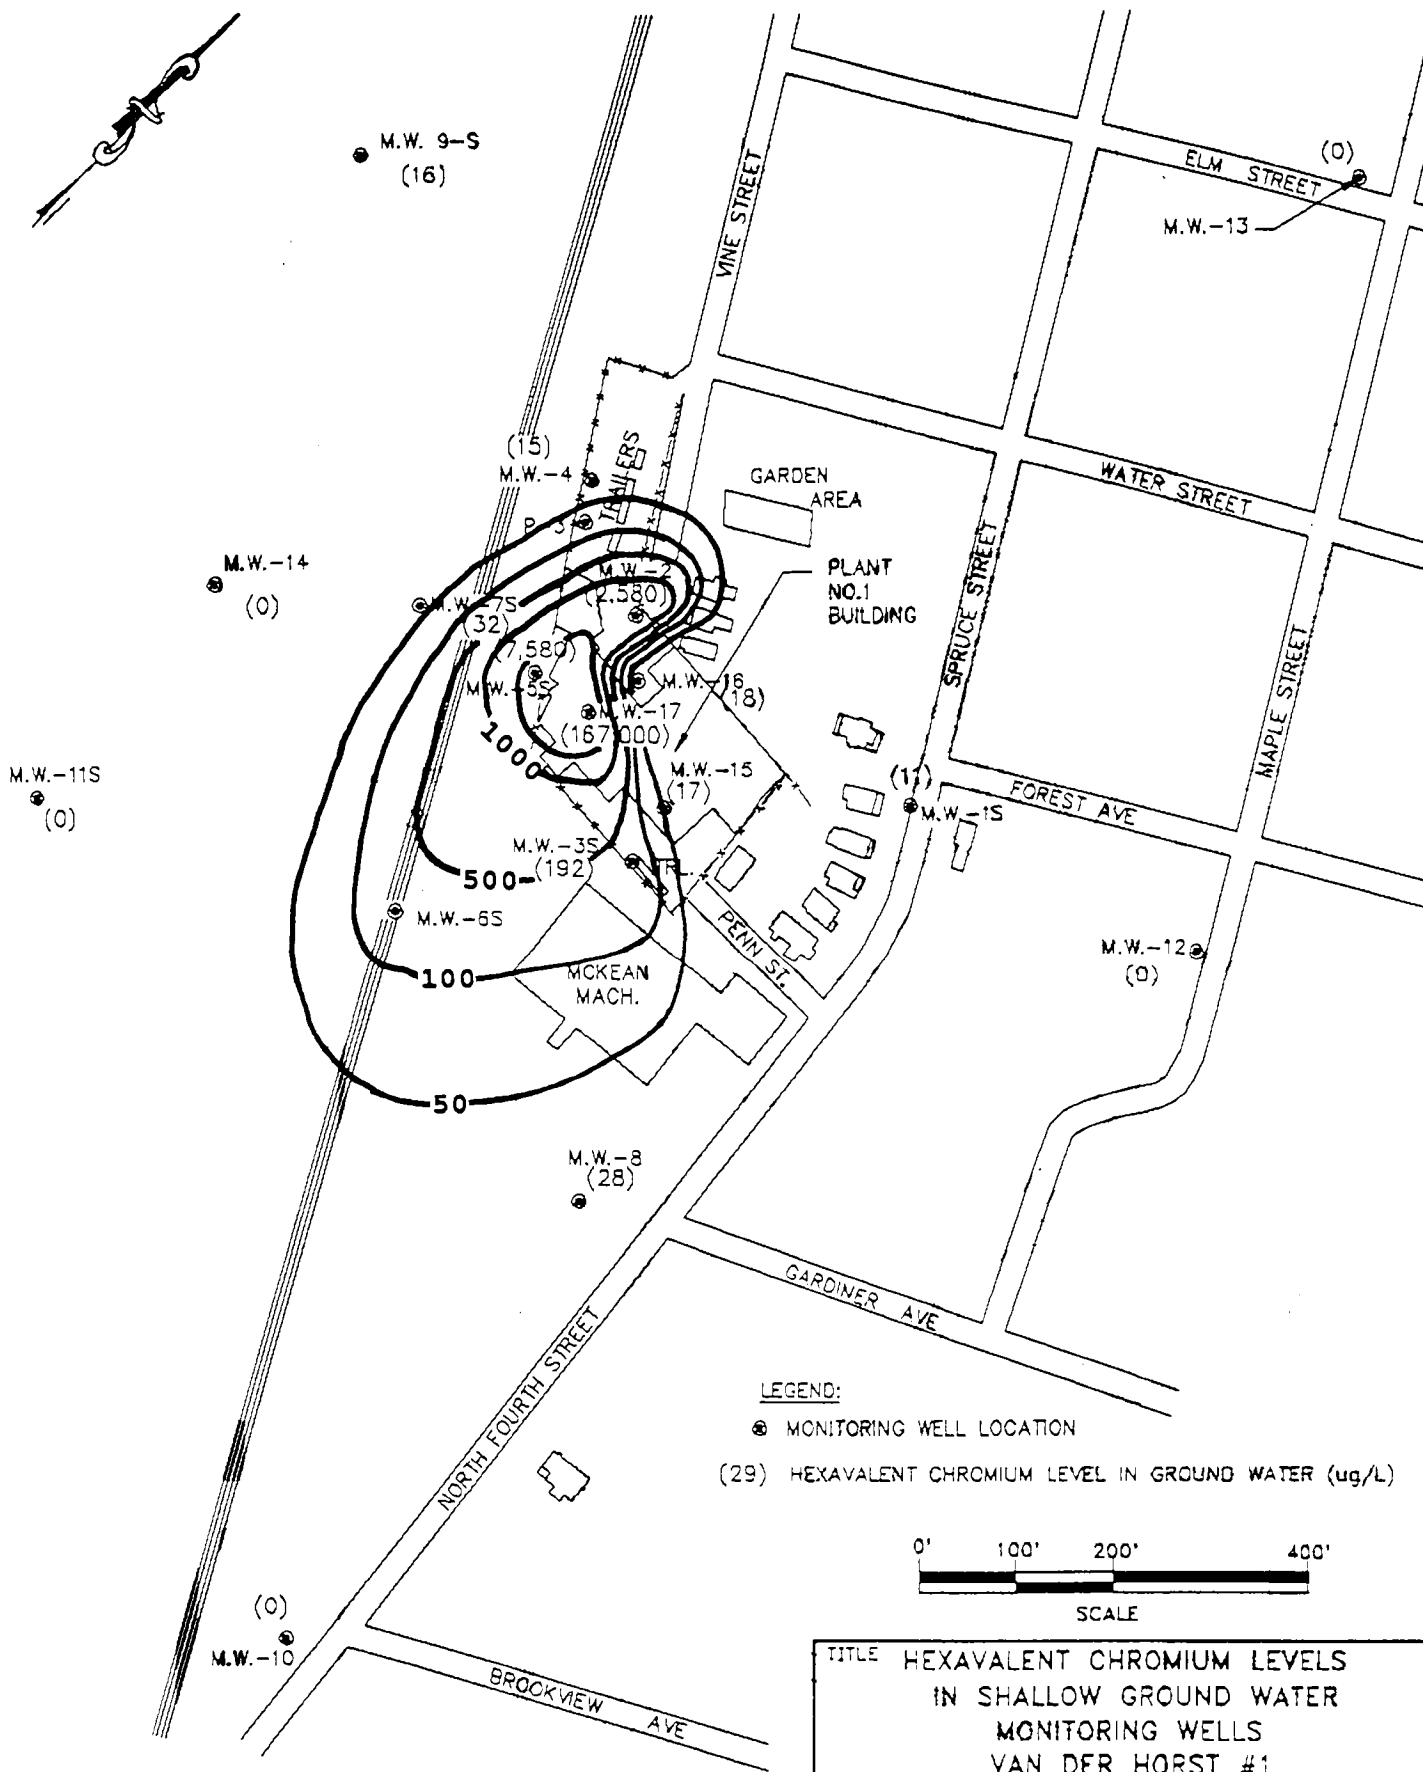 M.W. 9-S
(16)
ELM STREET
(0)
M.W.-13
VINE STREET
(15)
M.W.-4
TRAILERS
GARDEN
AREA
WATER STREET
M.W.-14
(0)
M.W.-7S
(32)
M.W.-2
(2,580)
PLANT
NO.1
BUILDING
SPRUCE STREET
MAPLE STREET
(7,580)
M.W.-5S
M.W.-16
(18)
M.W.-17
(167,000)
1000
M.W.-11S
(0)
M.W.-15
(17)
(11)
M.W.-1S
FOREST AVE
M.W.-3S
(192)
TRL.
500
M.W.-6S
PENN ST.
M.W.-12
(0)
100
MCKEAN
MACH.
50
M.W.-8
(28)
GARDINER AVE
NORTH FOURTH STREET
LEGEND:
MONITORING WELL LOCATION
(29) HEXAVALENT CHROMIUM LEVEL IN GROUND WATER (ug/L)
0' 100' 200' 400'
SCALE
(0)
M.W.-10
BROOKVIEW AVE
TITLE HEXAVALENT CHROMIUM LEVELS
IN SHALLOW GROUND WATER
MONITORING WELLS
VAN DER HORST #1